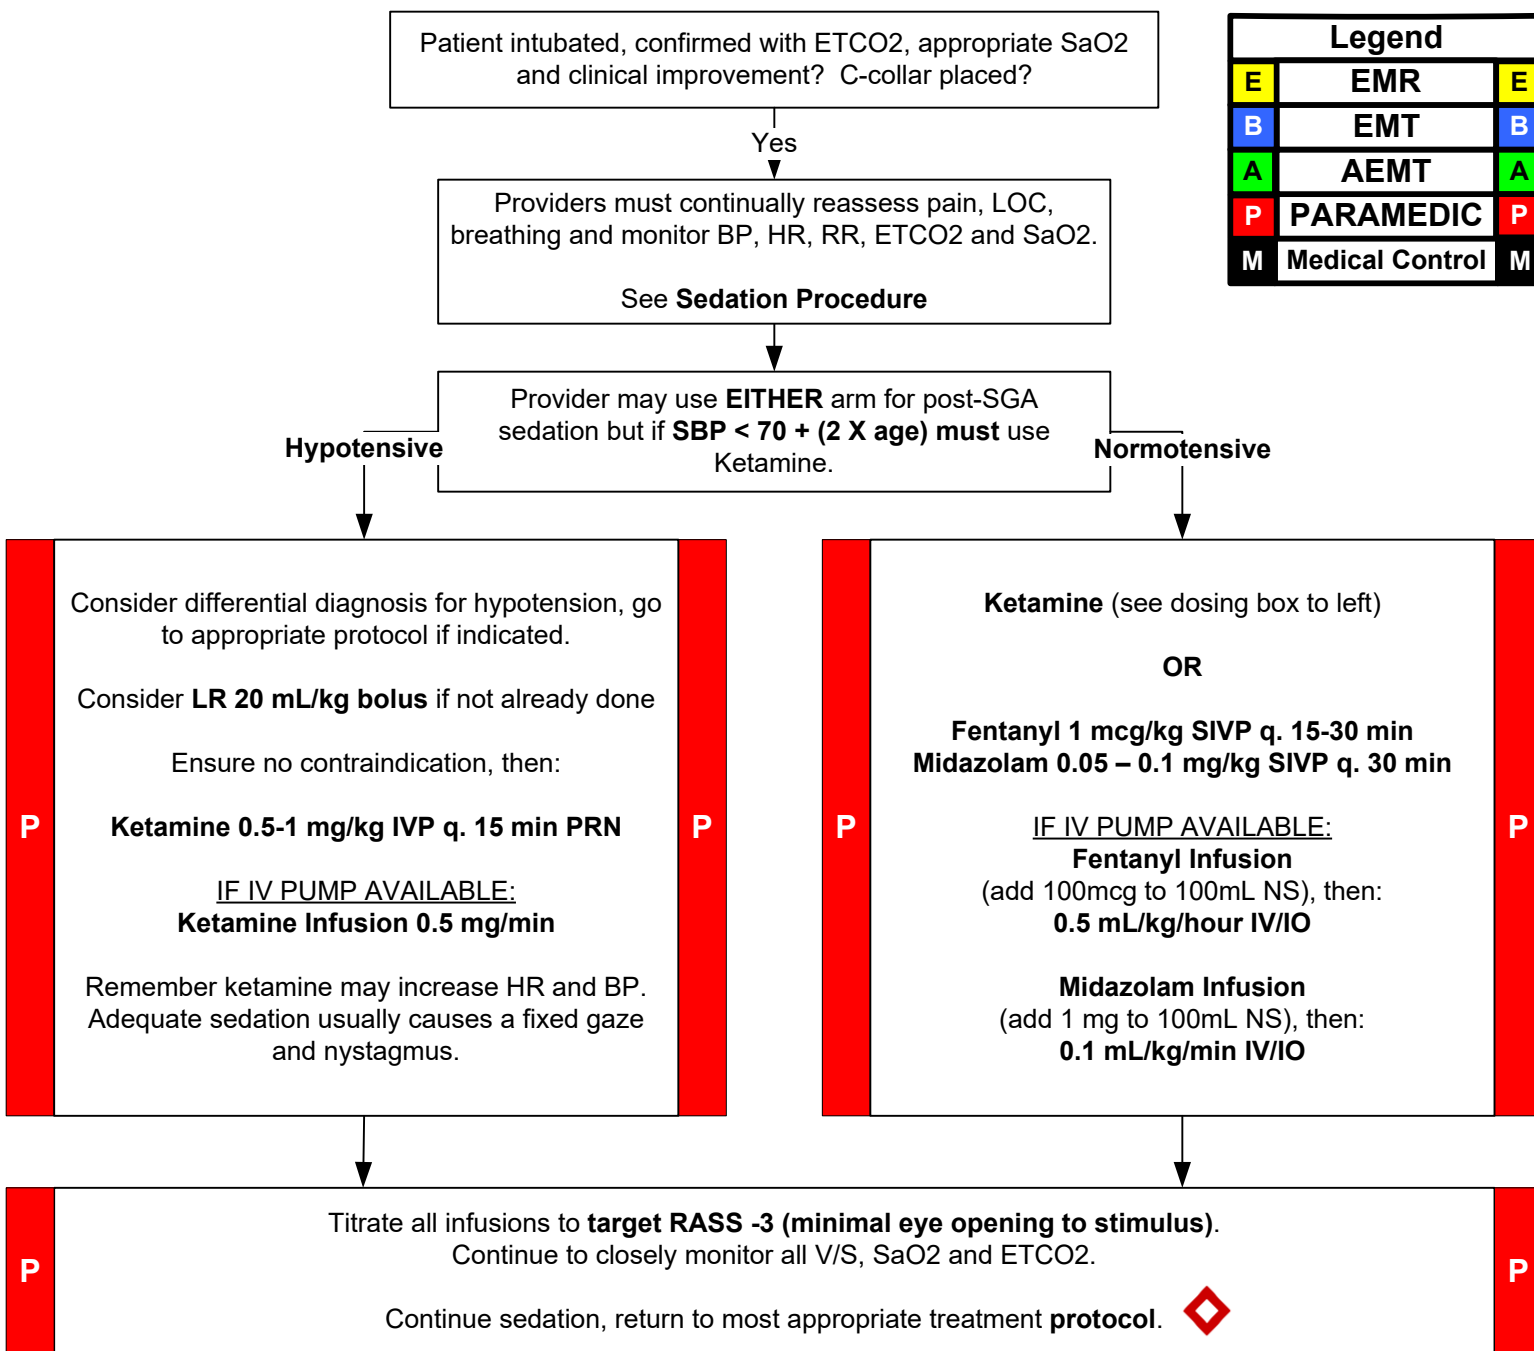 Patient intubated, confirmed with ETCO2, appropriate SaO2
and clinical improvement?  C-collar placed?
Legend
E EMR E
B EMT B
A AEMT A
P PARAMEDIC P
M Medical Control M
Yes
Providers must continually reassess pain, LOC,
breathing and monitor BP, HR, RR, ETCO2 and SaO2.
See Sedation Procedure
Provider may use EITHER arm for post-SGA
sedation but if SBP < 70 + (2 X age) must use
Ketamine.
Hypotensive
Normotensive
P
Consider differential diagnosis for hypotension, go
to appropriate protocol if indicated.
Consider LR 20 mL/kg bolus if not already done
Ensure no contraindication, then:
Ketamine 0.5-1 mg/kg IVP q. 15 min PRN
IF IV PUMP AVAILABLE:
Ketamine Infusion 0.5 mg/min
Remember ketamine may increase HR and BP.
Adequate sedation usually causes a fixed gaze
and nystagmus.
P
P
Ketamine (see dosing box to left)
OR
Fentanyl 1 mcg/kg SIVP q. 15-30 min
Midazolam 0.05 – 0.1 mg/kg SIVP q. 30 min
IF IV PUMP AVAILABLE:
Fentanyl Infusion
(add 100mcg to 100mL NS), then:
0.5 mL/kg/hour IV/IO
Midazolam Infusion
(add 1 mg to 100mL NS), then:
0.1 mL/kg/min IV/IO
P
P
Titrate all infusions to target RASS -3 (minimal eye opening to stimulus).
Continue to closely monitor all V/S, SaO2 and ETCO2.
Continue sedation, return to most appropriate treatment protocol.
P